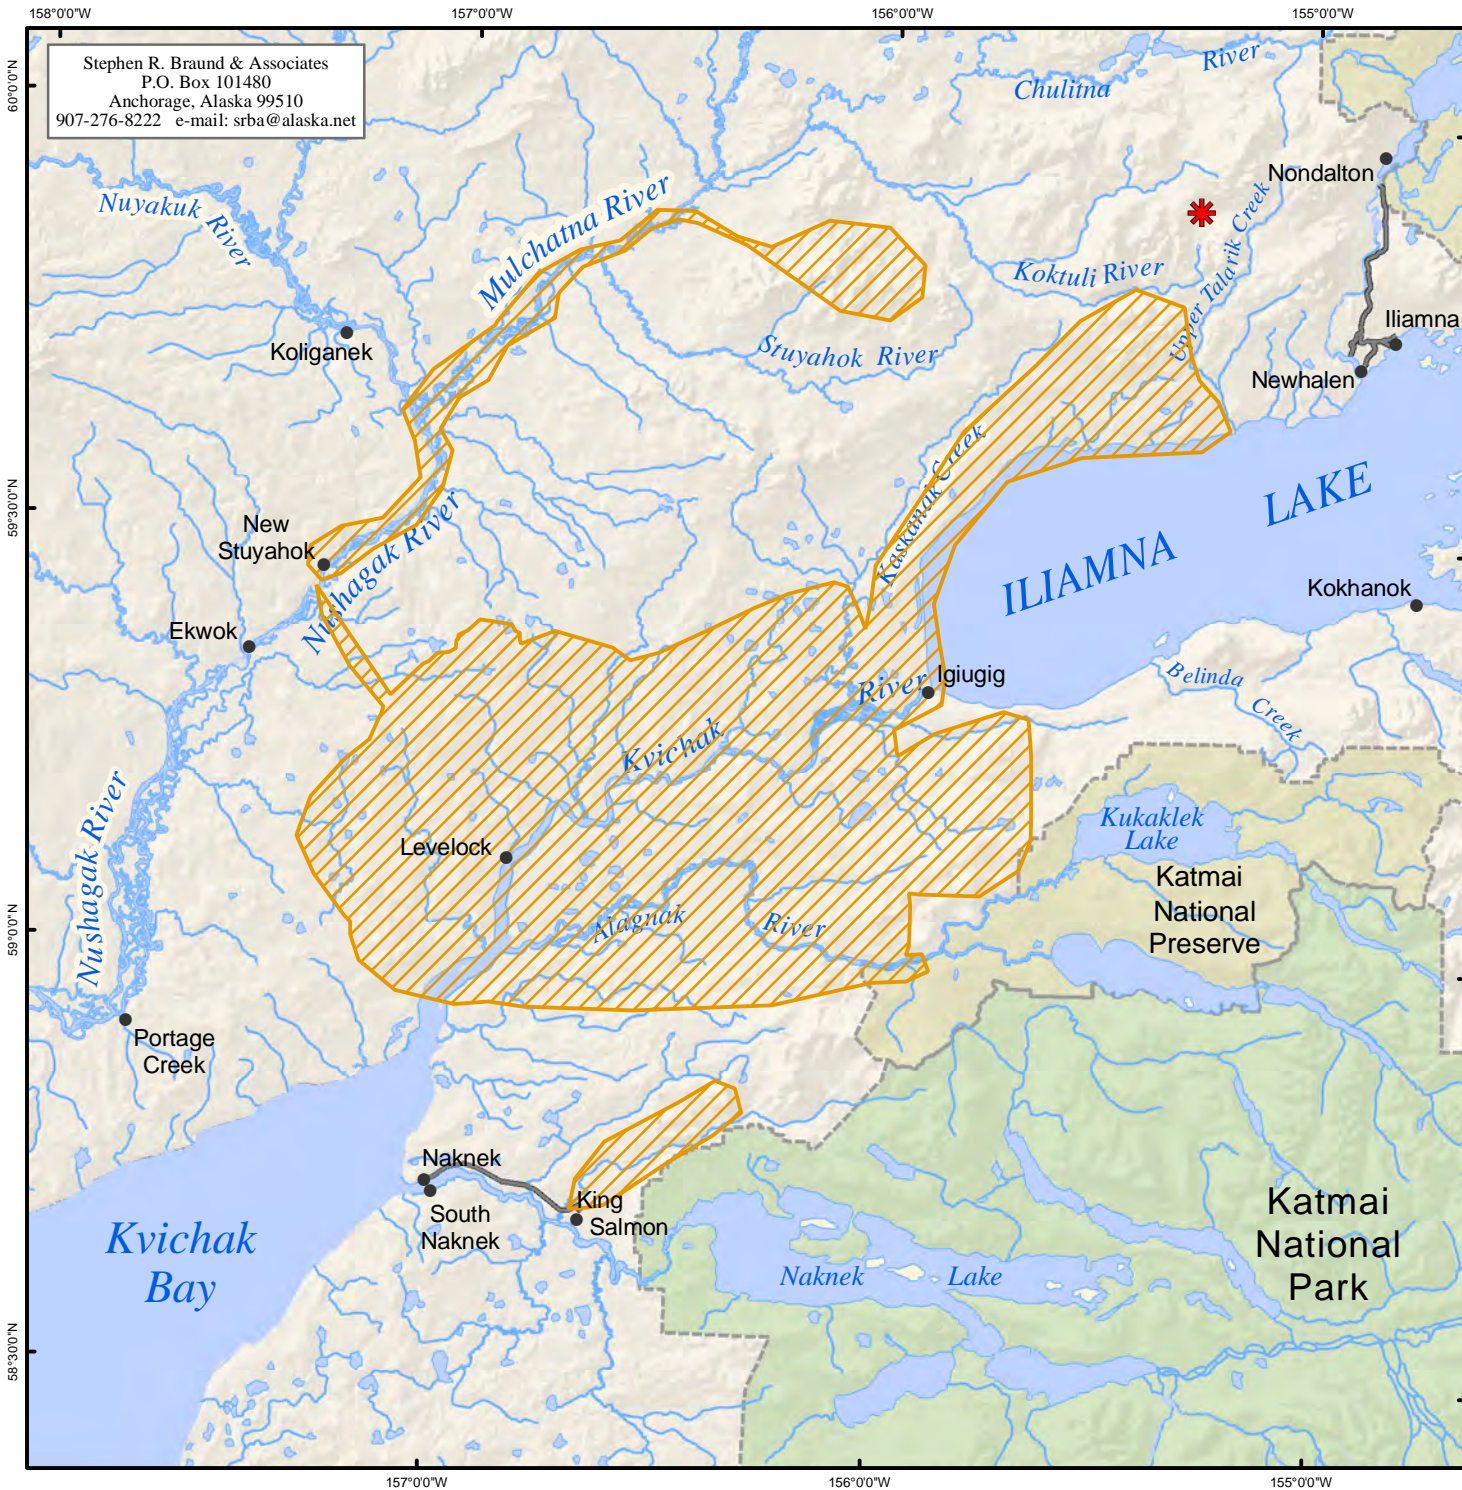 158°0'0"W
157°0'0"W
156°0'0"W
155°0'0"W
Stephen R. Braund & Associates
P.O. Box 101480
Anchorage, Alaska 99510
907-276-8222 e-mail: srba@alaska.net
60°0'0"N
59°30'0"N
59°0'0"N
58°30'0"N
Chulitna River
Nondalton
Nuyakuk River
Mulchatna River
Koktuli River
Upper Talarik Creek
Iliamna
Koliganek
Stuyahok River
Newhalen
Kaskanak Creek
ILIAMNA LAKE
New
Stuyahok
Nushagak River
Kokhanok
Ekwok
Igiugig
Belinda Creek
Kvichak River
Nushagak River
Levelock
Kukaklek
Lake
Katmai
National
Preserve
Alagnak River
Portage
Creek
Naknek
South
Naknek
King
Salmon
Katmai
National
Park
Kvichak
Bay
Naknek Lake
157°0'0"W
156°0'0"W
155°0'0"W